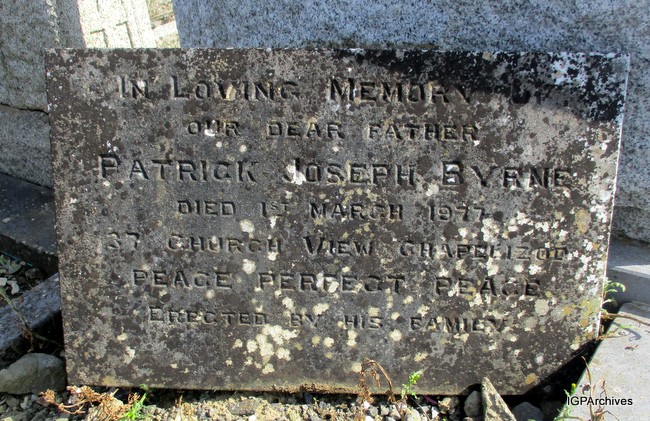 In Loving Memory Of
our dear father
Patrick Joseph Byrne
died 1st March 1977
37 Church View Chapelizod
Peace Perfect Peace
Erected by his family
IGPArchives